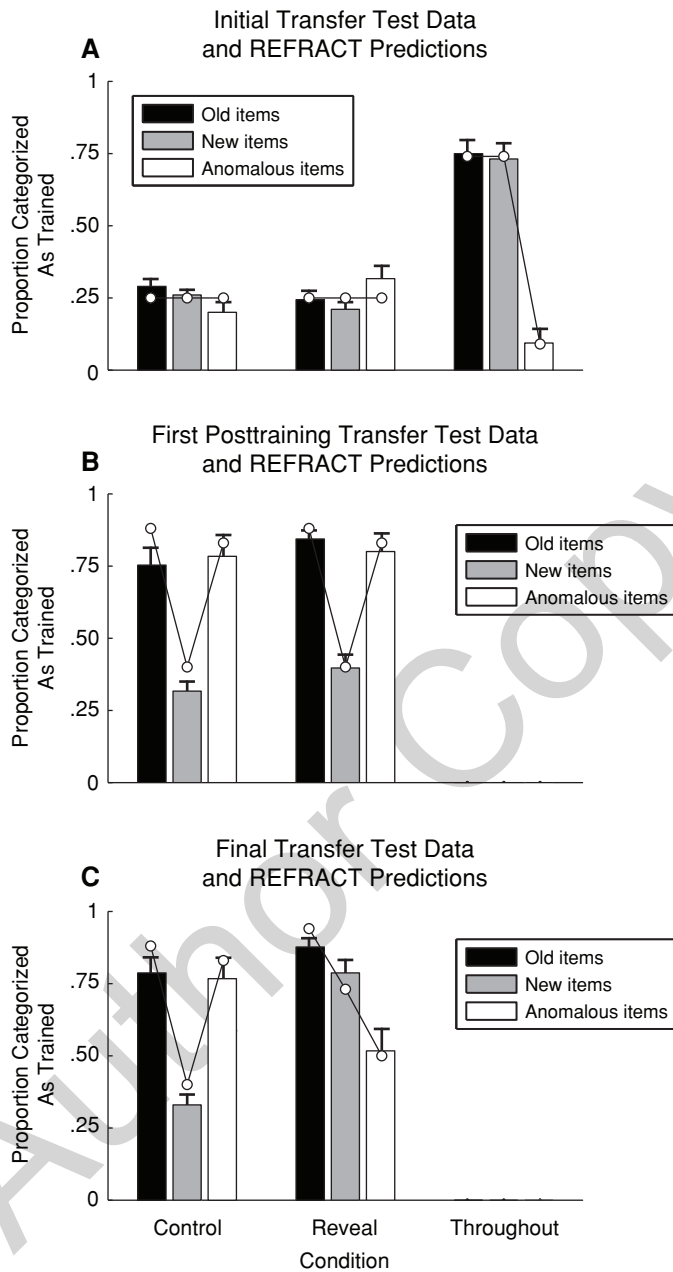 Initial Transfer Test Data
A and REFRACT Predictions
1
.75
.50
.25
0
Proportion Categorized
As Trained
Old items
New items
Anomalous items
First Posttraining Transfer Test Data
B and REFRACT Predictions
1
.75
.50
.25
0
Proportion Categorized
As Trained
Old items
New items
Anomalous items
Final Transfer Test Data
C and REFRACT Predictions
1
.75
.50
.25
0
Proportion Categorized
As Trained
Old items
New items
Anomalous items
Control Reveal Throughout
Condition
Author Copy